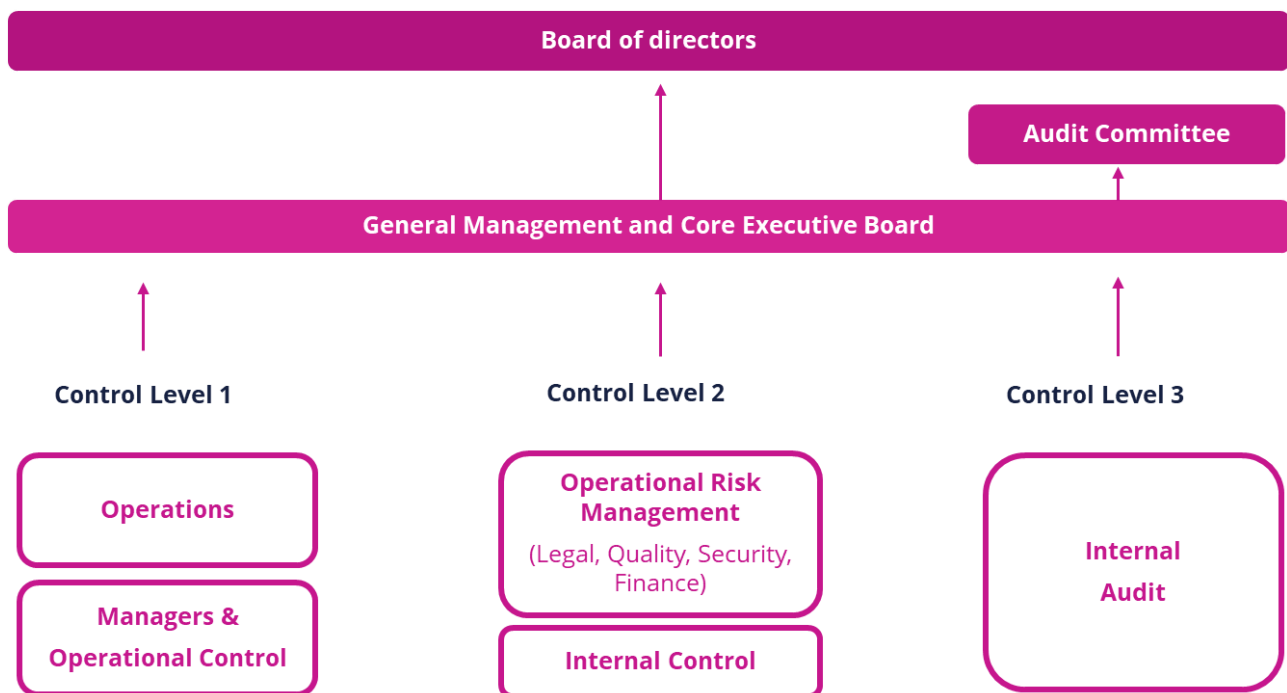 Board of directors
Audit Committee
General Management and Core Executive Board
Control Level 1
Control Level 2
Control Level 3
Operations
Managers &
Operational Control
Operational Risk
Management
(Legal, Quality, Security,
Finance)
Internal Control
Internal
Audit